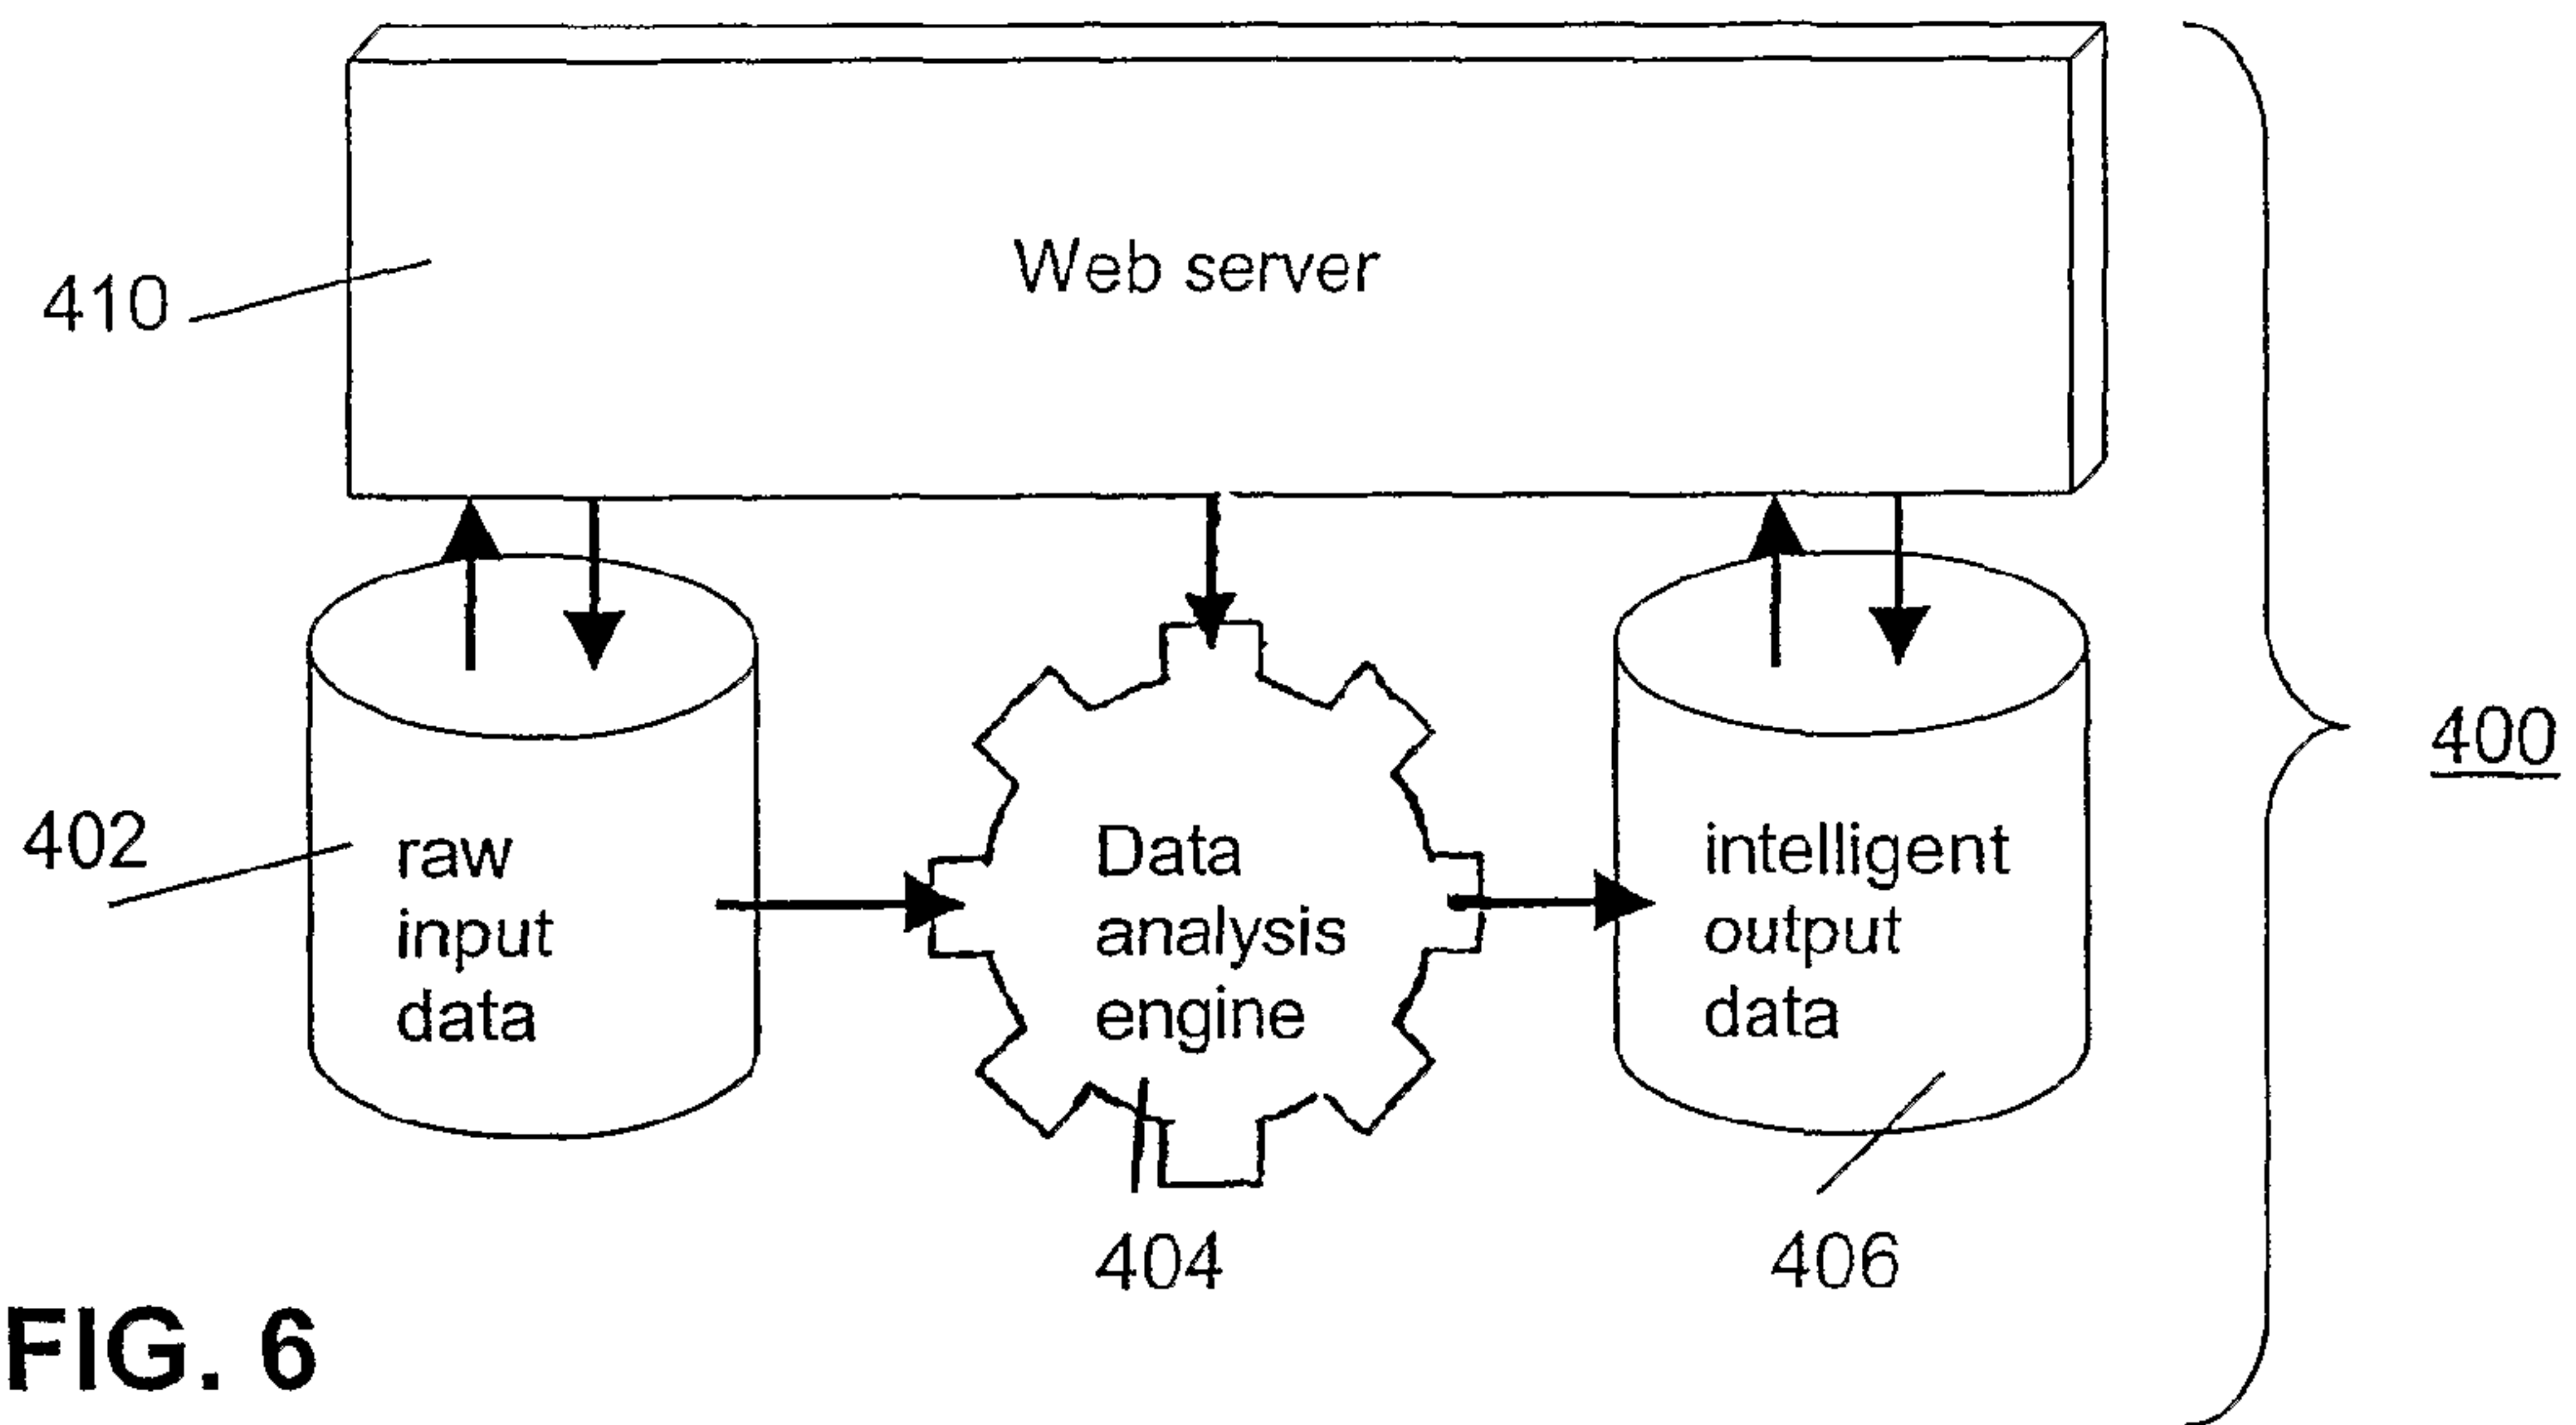 Web server
410
400
402
raw
input
data
Data
analysis
engine
intelligent
output
data
404
406
FIG. 6